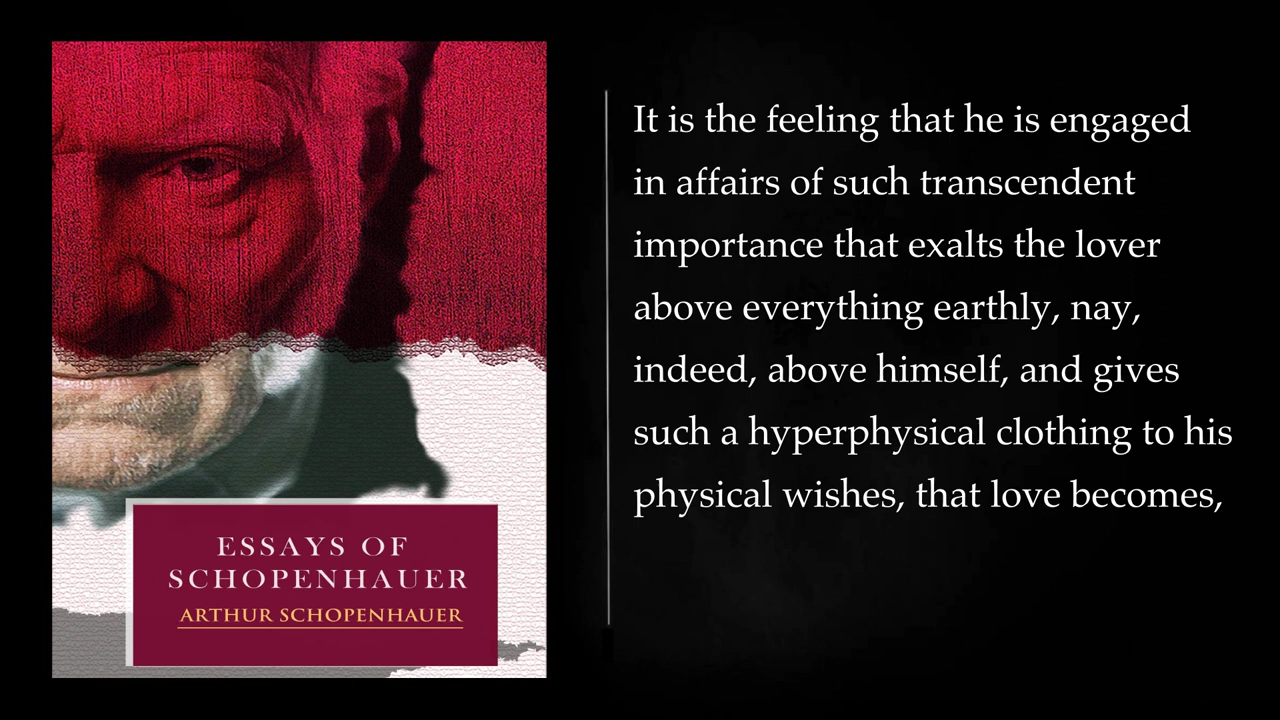 ESSAYS OF
SCHOPENHAUER
ARTHUR SCHOPENHAUER
It is the feeling that he is engaged
in affairs of such transcendent
importance that exalts the lover
above everything earthly, nay,
indeed, above himself, and gives
such a hyperphysical clothing to his
physical wishes, that love becomes,